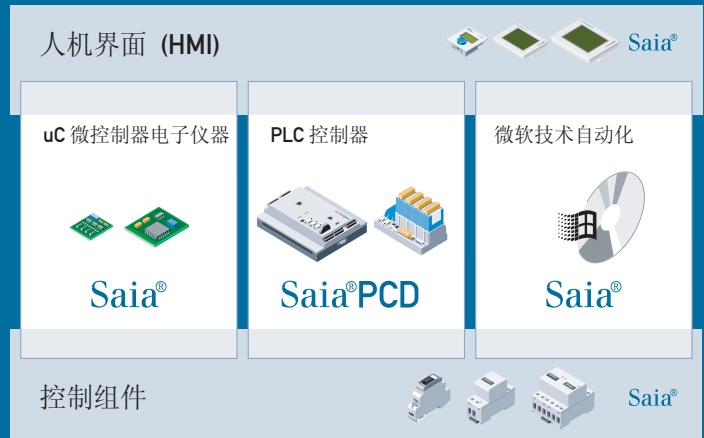 人机界面 (HMI)
Saia®
uC 微控制器电子仪器
PLC 控制器
微软技术自动化
Saia®
Saia®PCD
Saia®
控制组件
Saia®